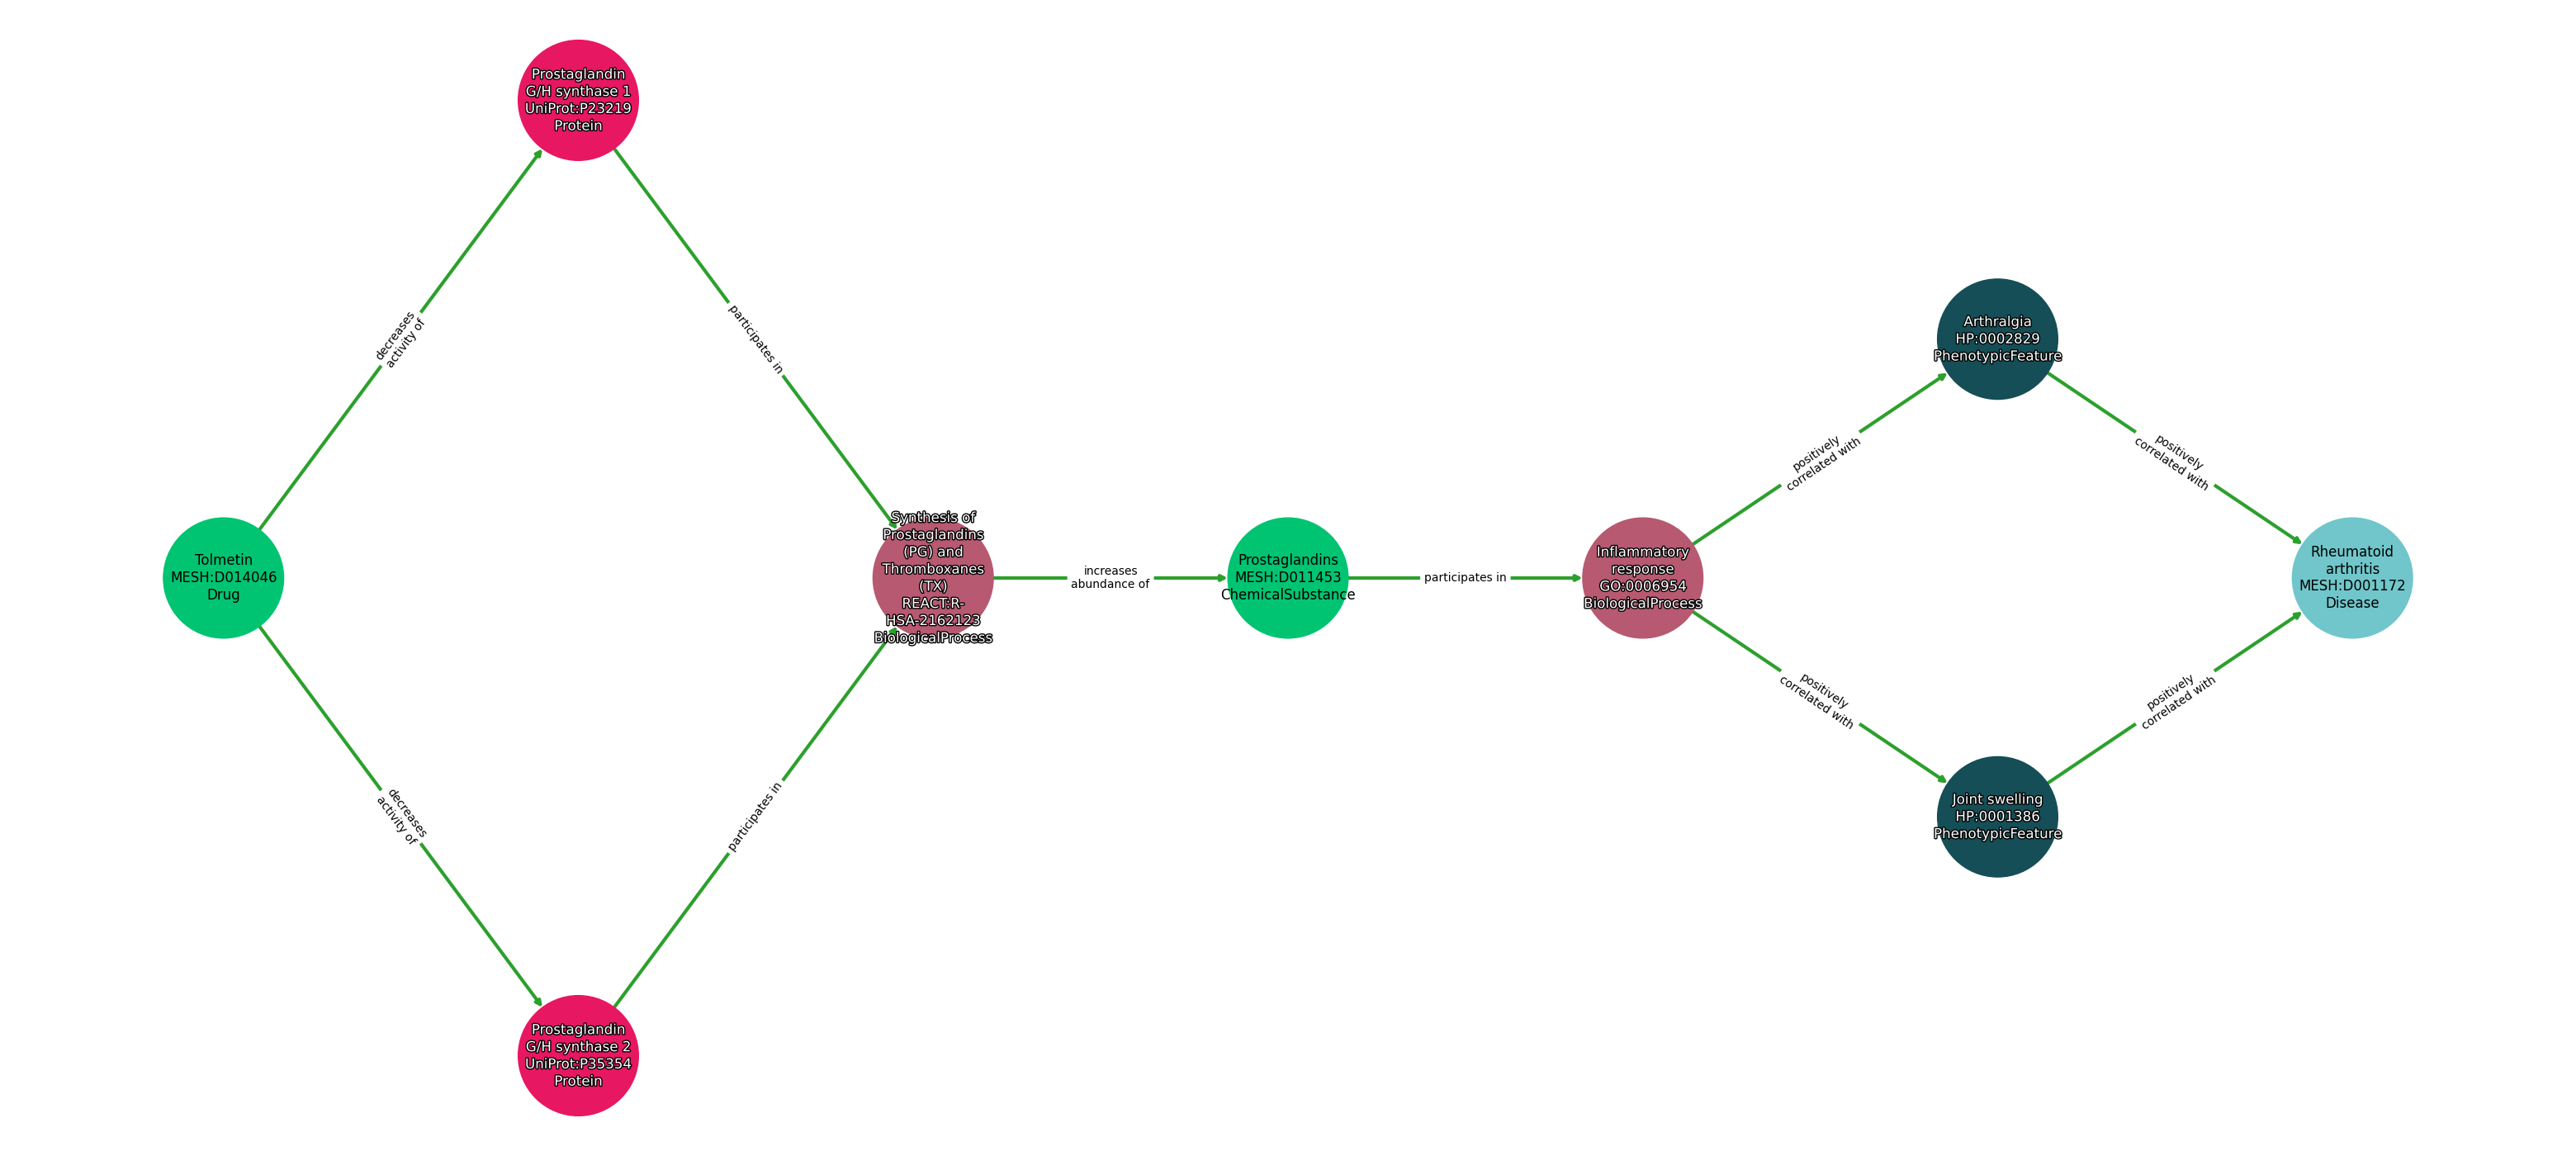 Prostaglandin
G/H synthase 1
UniProt:P23219
Protein
decreases
activity of
participates in
Tolmetin
MESH:D014046
Drug
Synthesis of
Prostaglandins
(PG) and
Thromboxanes
(TX)
REACT:R-
HSA-2162123
BiologicalProcess
increases
abundance of
Prostaglandins
MESH:D011453
ChemicalSubstance
participates in
Inflammatory
response
GO:0006954
BiologicalProcess
positively
correlated with
Arthralgia
HP:0002829
PhenotypicFeature
positively
correlated with
Rheumatoid
arthritis
MESH:D001172
Disease
positively
correlated with
Joint swelling
HP:0001386
PhenotypicFeature
positively
correlated with
decreases
activity of
participates in
Prostaglandin
G/H synthase 2
UniProt:P35354
Protein